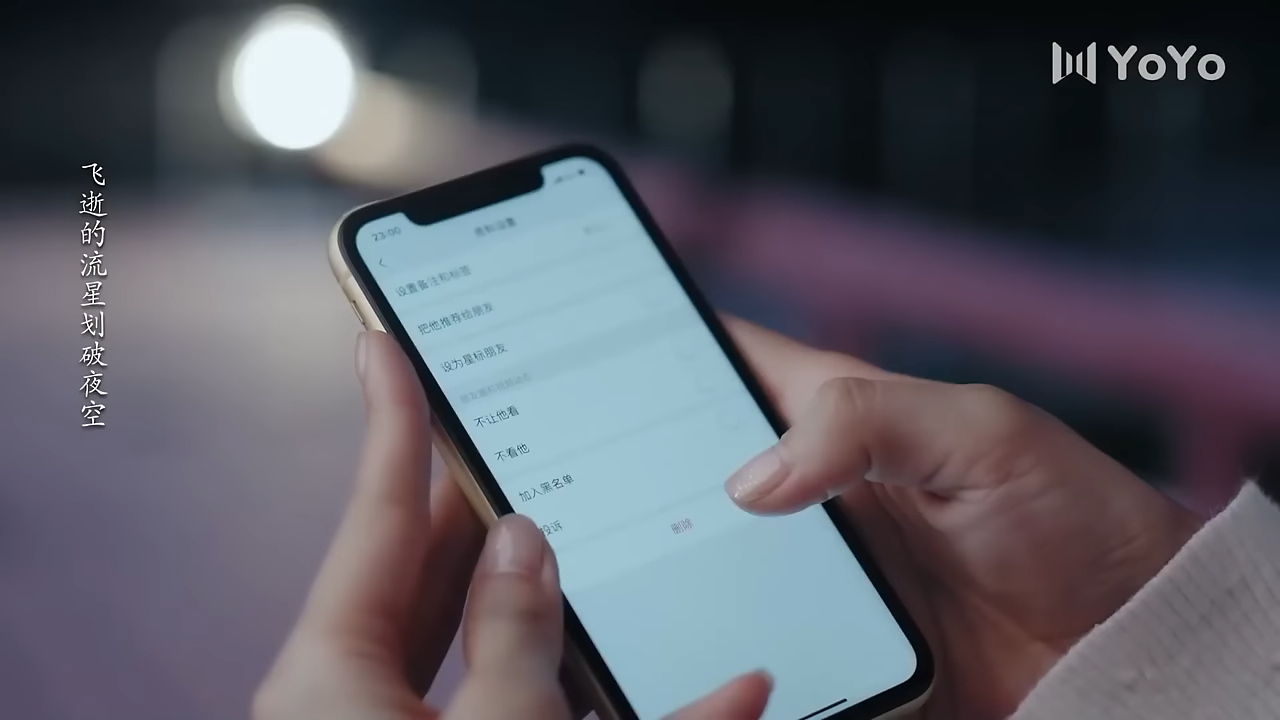 YoYo
飞逝的流星划破夜空
23:00
资料设置
设置备注和标签
把他推荐给朋友
设为星标朋友
不让他看
不看他
加入黑名单
投诉
删除